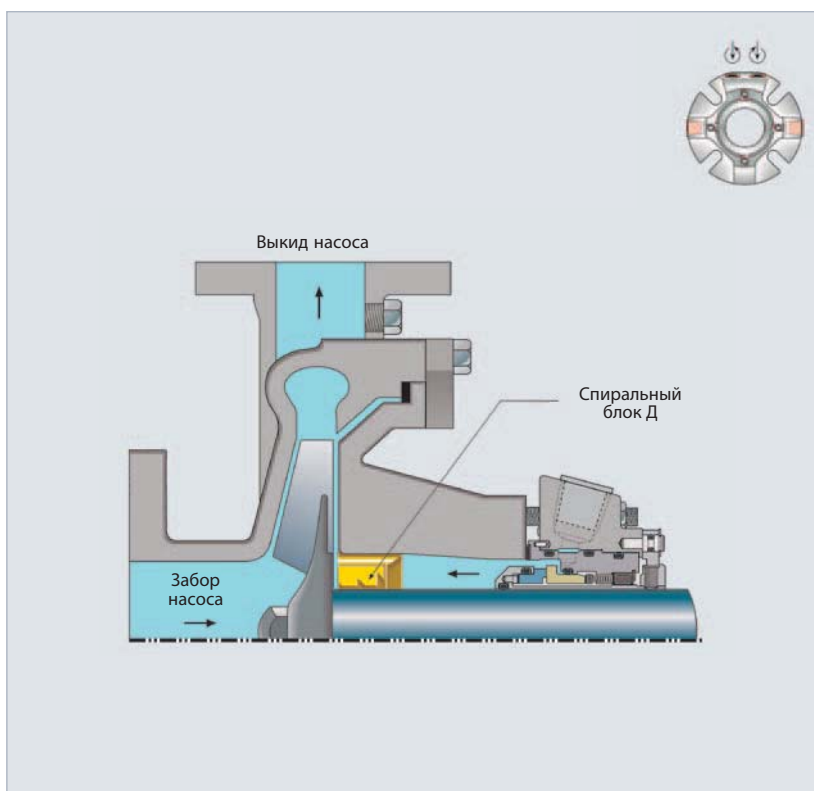 Выкид насоса
Спиральный
блок Д
Забор
насоса